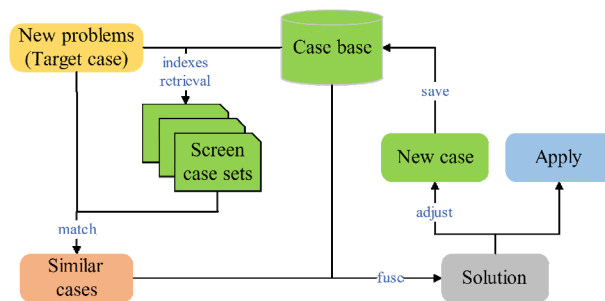 New problems
(Target case)
indexes
retrieval
Case base
save
Screen
case sets
New case
Apply
match
adjust
Similar
cases
fuse
Solution